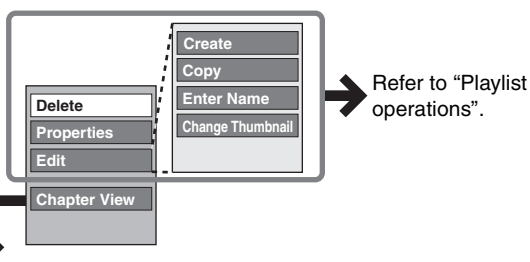 Create
Copy
Enter Name
Change Thumbnail
Delete
Properties
Edit
Chapter View
Refer to “Playlist
operations”.